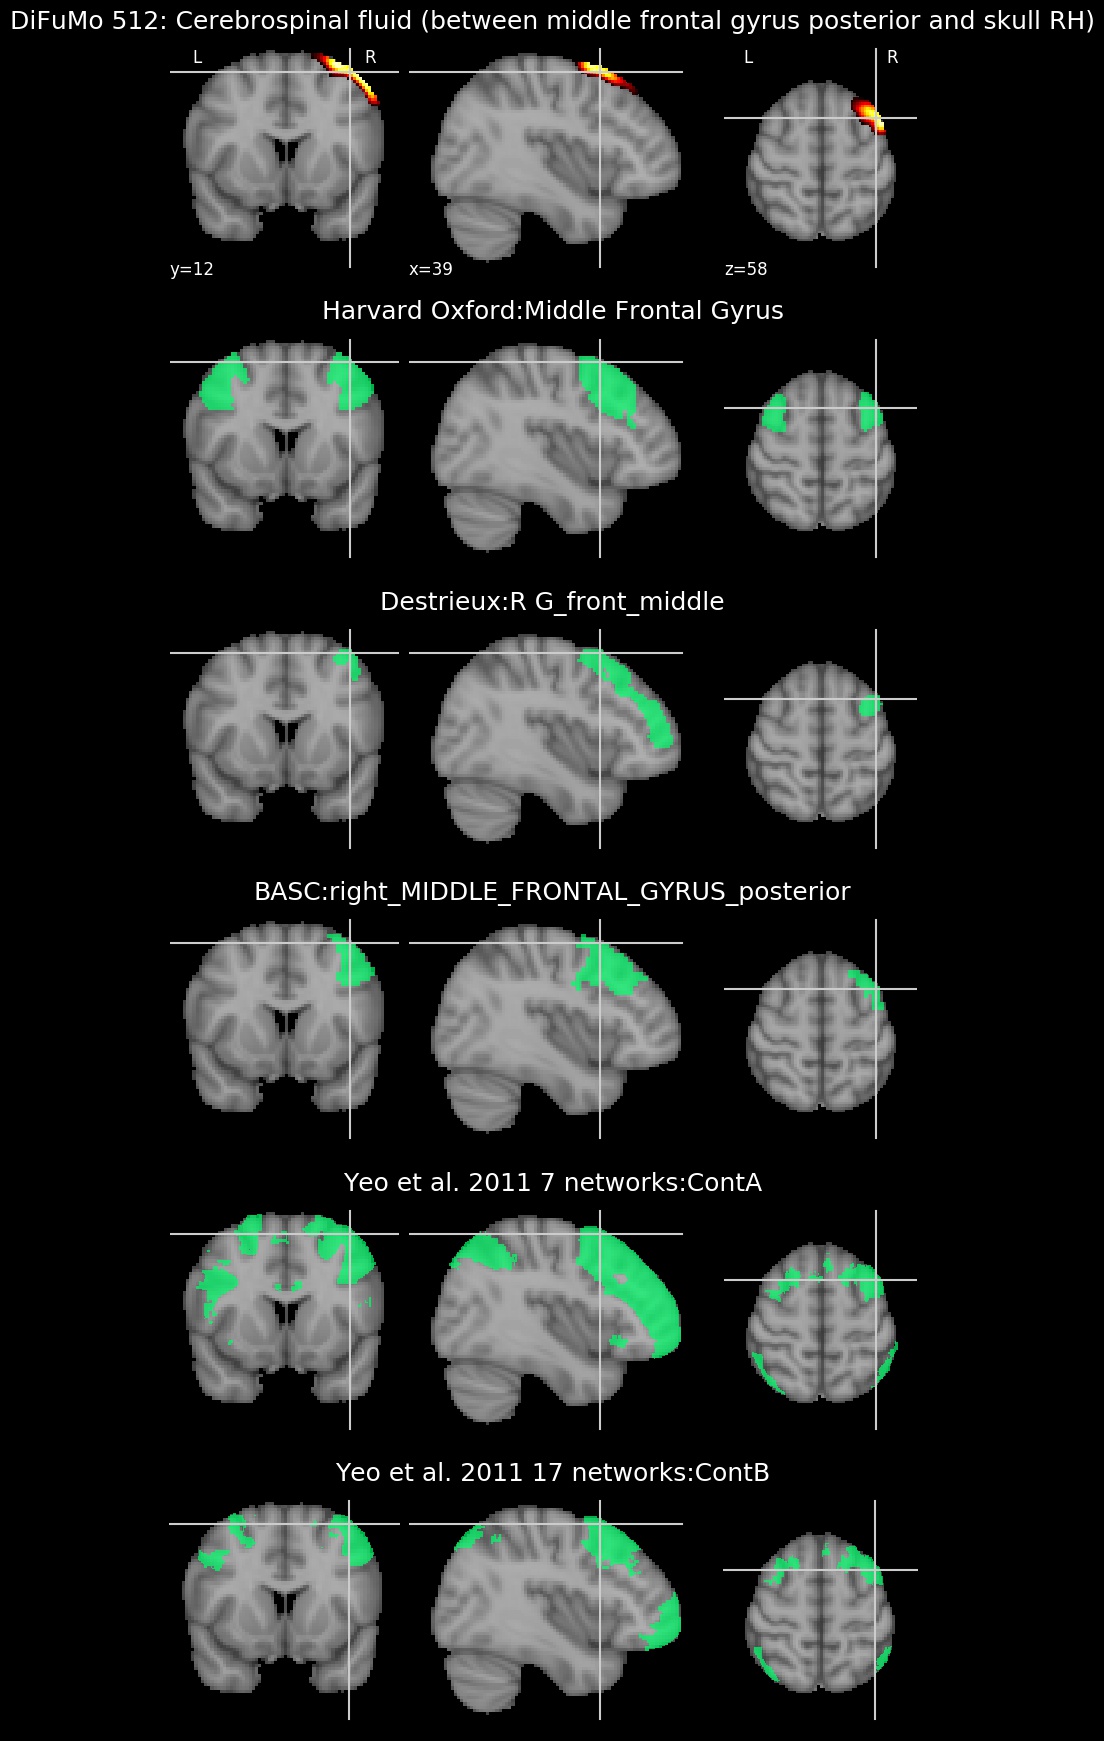 DiFuMo 512: Cerebrospinal fluid (between middle frontal gyrus posterior and skull RH)
L R L R
y=12 x=39 z=58
Harvard Oxford:Middle Frontal Gyrus
Destrieux:R G_front_middle
BASC:right_MIDDLE_FRONTAL_GYRUS_posterior
Yeo et al. 2011 7 networks:ContA
Yeo et al. 2011 17 networks:ContB